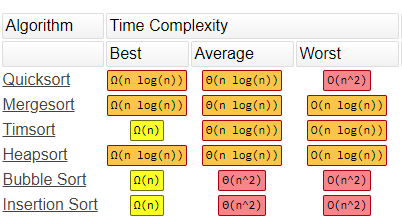 Algorithm Time Complexity
Best Average Worst
Quicksort Ω(n log(n)) Θ(n log(n)) O(n^2)
Mergesort Ω(n log(n)) Θ(n log(n)) O(n log(n))
Timsort Ω(n) Θ(n log(n)) O(n log(n))
Heapsort Ω(n log(n)) Θ(n log(n)) O(n log(n))
Bubble Sort Ω(n) Θ(n^2) O(n^2)
Insertion Sort Ω(n) Θ(n^2) O(n^2)